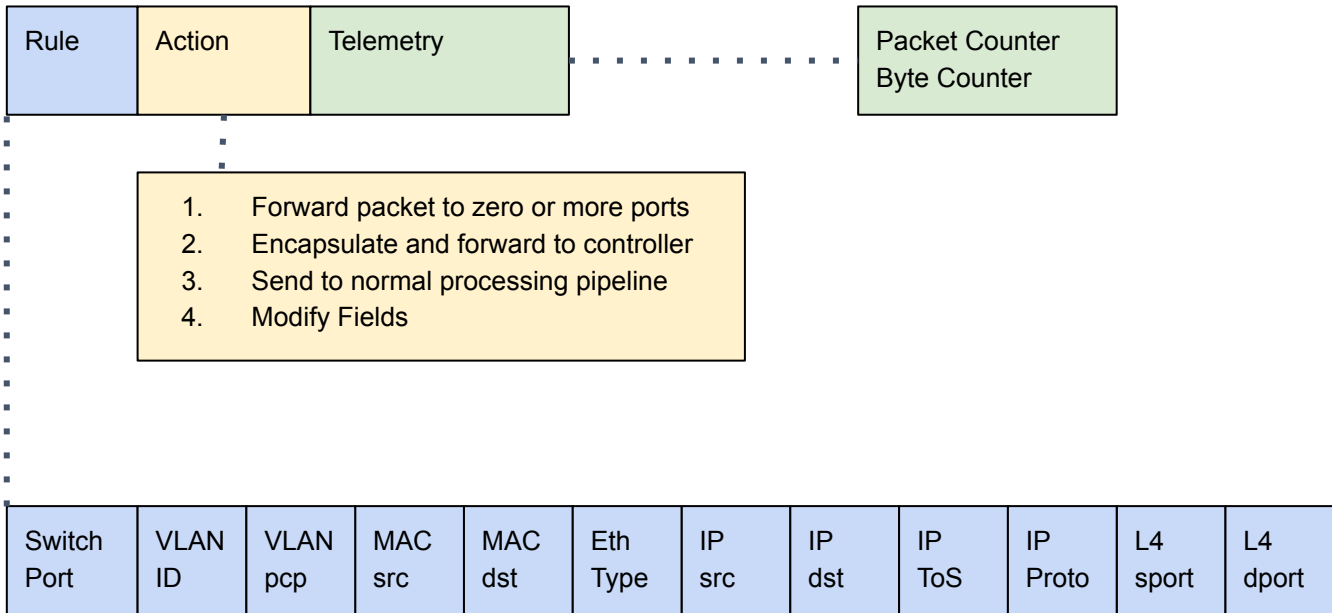 Rule
Action
Telemetry
Packet Counter
Byte Counter
1. Forward packet to zero or more ports
2. Encapsulate and forward to controller
3. Send to normal processing pipeline
4. Modify Fields
Switch
Port
VLAN
ID
VLAN
pcp
MAC
src
MAC
dst
Eth
Type
IP
src
IP
dst
IP
ToS
IP
Proto
L4
sport
L4
dport